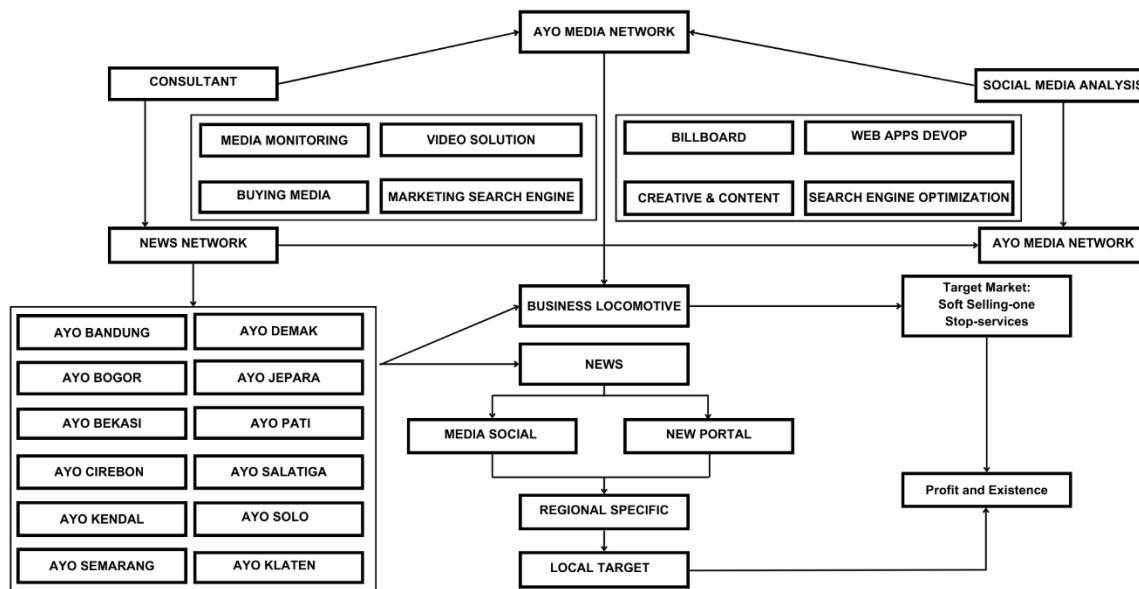 AYO MEDIA NETWORK
CONSULTANT
SOCIAL MEDIA ANALYSIS
MEDIA MONITORING
VIDEO SOLUTION
BUYING MEDIA
MARKETING SEARCH ENGINE
BILLBOARD
WEB APPS DEVOP
CREATIVE & CONTENT
SEARCH ENGINE OPTIMIZATION
NEWS NETWORK
AYO MEDIA NETWORK
AYO BANDUNG
AYO DEMAK
AYO BOGOR
AYO JEPARA
AYO BEKASI
AYO PATI
AYO CIREBON
AYO SALATIGA
AYO KENDAL
AYO SOLO
AYO SEMARANG
AYO KLATEN
BUSINESS LOCOMOTIVE
Target Market:
Soft Selling-one
Stop-services
NEWS
MEDIA SOCIAL
NEW PORTAL
REGIONAL SPECIFIC
LOCAL TARGET
Profit and Existence